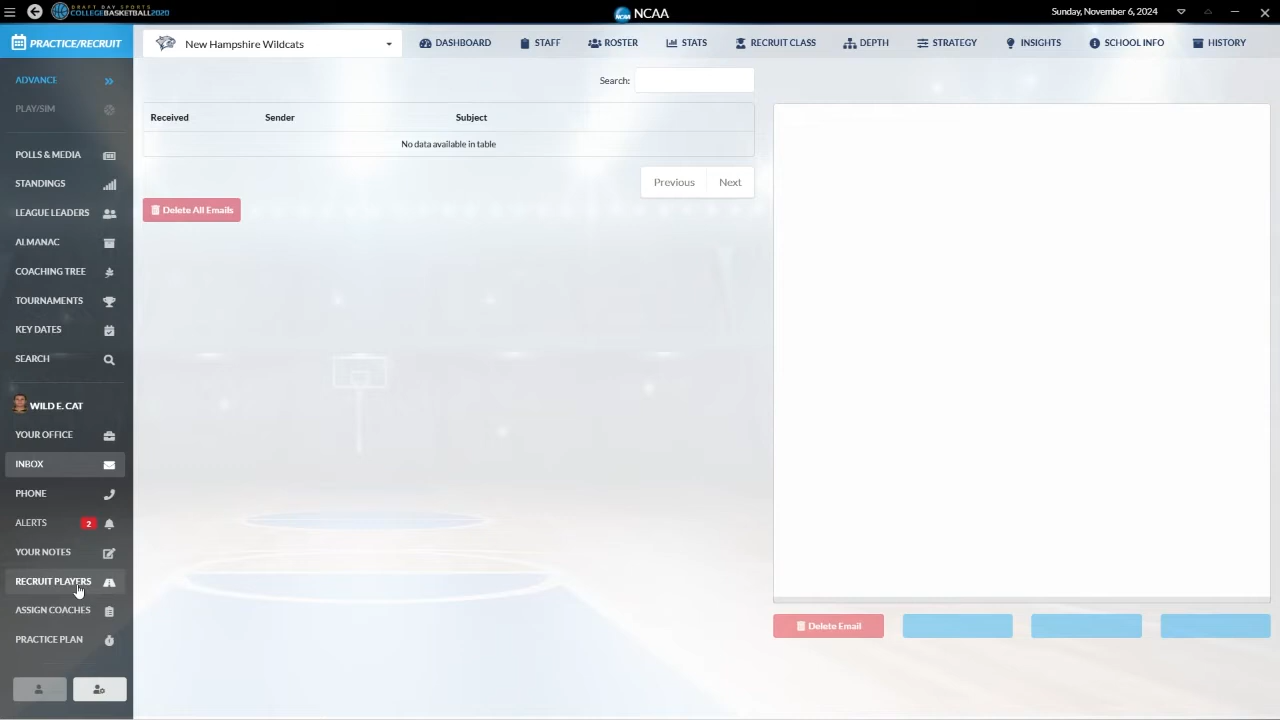 DRAFT DAY SPORTS
COLLEGE BASKETBALL 2020
NCAA
Sunday, November 6, 2024
PRACTICE/RECRUIT
New Hampshire Wildcats
DASHBOARD
STAFF
ROSTER
STATS
RECRUIT CLASS
DEPTH
STRATEGY
INSIGHTS
SCHOOL INFO
HISTORY
ADVANCE
PLAY/SIM
POLLS & MEDIA
STANDINGS
LEAGUE LEADERS
ALMANAC
COACHING TREE
TOURNAMENTS
KEY DATES
SEARCH
WILD E. CAT
YOUR OFFICE
INBOX
PHONE
ALERTS 2
YOUR NOTES
RECRUIT PLAYERS
ASSIGN COACHES
PRACTICE PLAN
Search:
Received Sender Subject
No data available in table
Previous Next
Delete All Emails
Delete Email